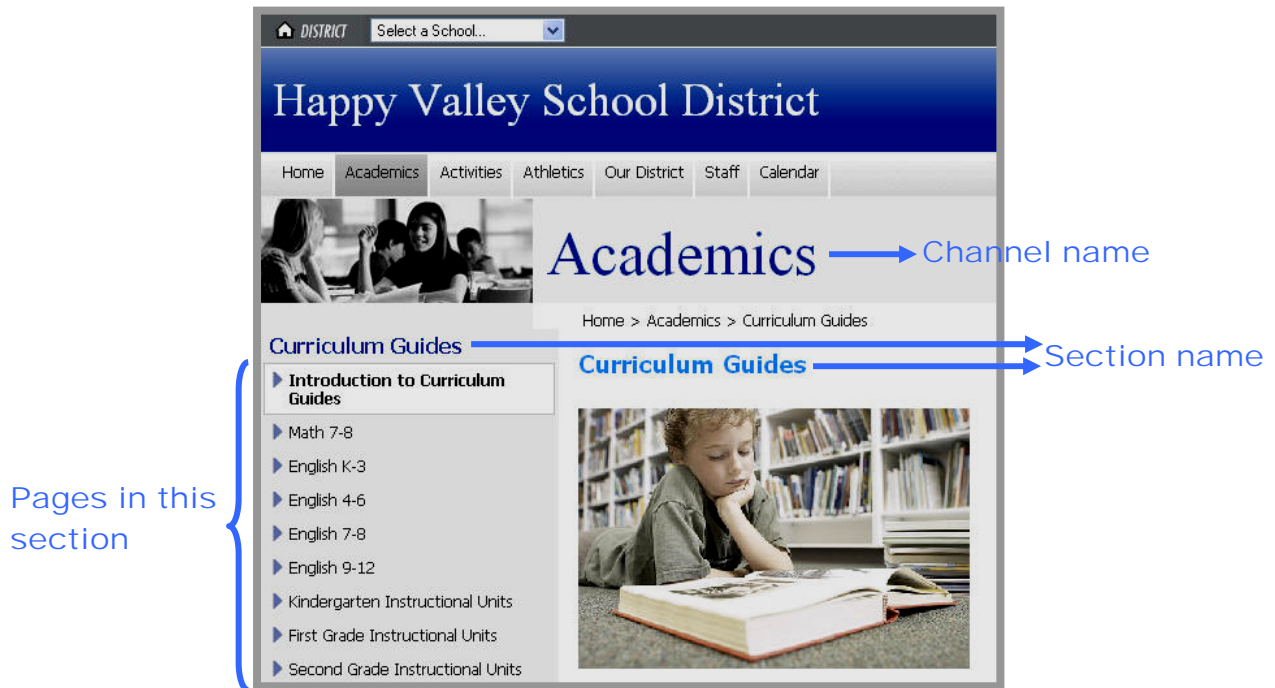 DISTRICT Select a School...
Happy Valley School District
Home Academics Activities Athletics Our District Staff Calendar
Academics
Channel name
Home > Academics > Curriculum Guides
Curriculum Guides
Section name
Curriculum Guides
Introduction to Curriculum
Guides
Math 7-8
English K-3
English 4-6
English 7-8
English 9-12
Kindergarten Instructional Units
First Grade Instructional Units
Second Grade Instructional Units
Pages in this
section